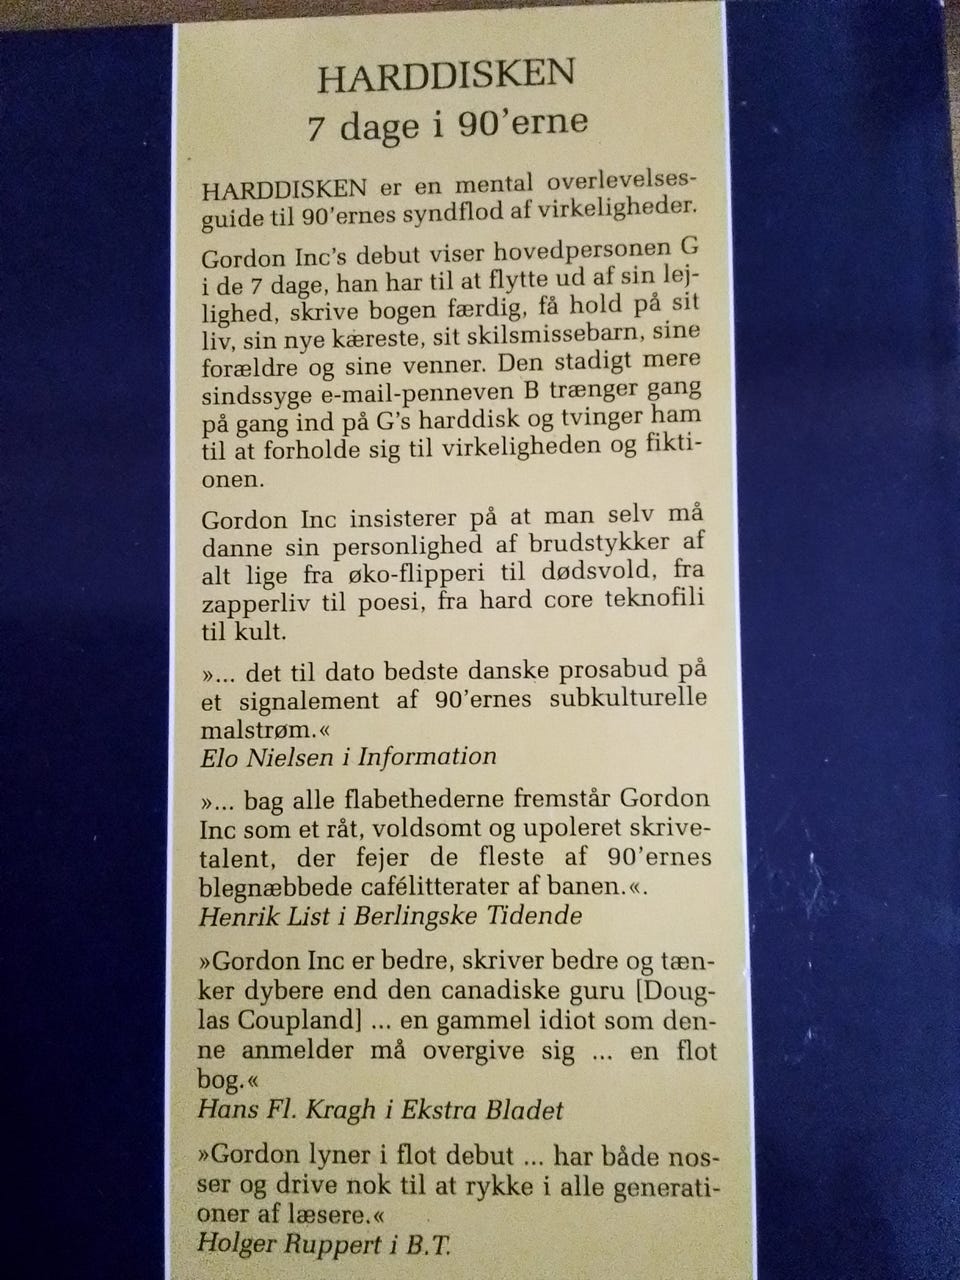 HARDDISKEN
7 dage i 90'erne
HARDDISKEN er en mental overlevelses-
guide til 90'ernes syndflod af virkeligheder.
Gordon Inc's debut viser hovedpersonen G
i de 7 dage, han har til at flytte ud af sin lej-
lighed, skrive bogen færdig, få hold på sit
liv, sin nye kæreste, sit skilsmissebarn, sine
forældre og sine venner. Den stadigt mere
sindssyge e-mail-penneven B trænger gang
på gang ind på G's harddisk og tvinger ham
til at forholde sig til virkeligheden og fikti-
onen.
Gordon Inc insisterer på at man selv må
danne sin personlighed af brudstykker af
alt lige fra øko-flipperi til dødsvold, fra
zapperliv til poesi, fra hard core teknofili
til kult.
»... det til dato bedste danske prosabud på
et signalement af 90'ernes subkulturelle
malstrøm.«
Elo Nielsen i Information
»... bag alle flabethederne fremstår Gordon
Inc som et råt, voldsomt og upoleret skrive-
talent, der fejer de fleste af 90'ernes
blegnæbbede cafélitterater af banen.«.
Henrik List i Berlingske Tidende
»Gordon Inc er bedre, skriver bedre og tæn-
ker dybere end den canadiske guru [Doug-
las Coupland] ... en gammel idiot som den-
ne anmelder må overgive sig ... en flot
bog.«
Hans Fl. Kragh i Ekstra Bladet
»Gordon lyner i flot debut ... har både nos-
ser og drive nok til at rykke i alle generati-
oner af læsere.«
Holger Ruppert i B.T.